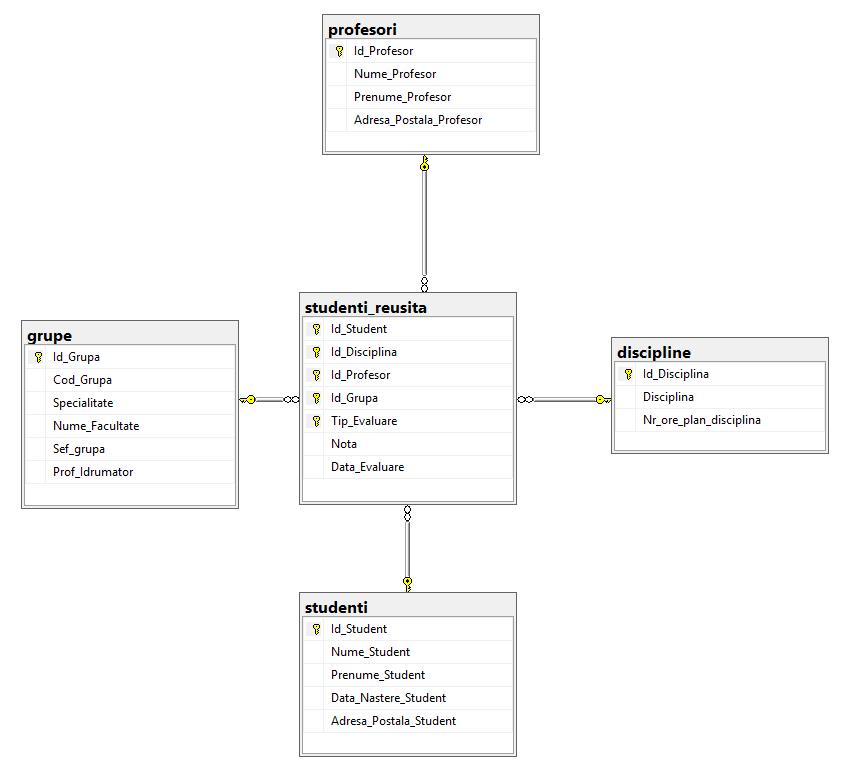 profesori
Id_Profesor
Nume_Profesor
Prenume_Profesor
Adresa_Postala_Profesor
grupe
Id_Grupa
Cod_Grupa
Specialitate
Nume_Facultate
Sef_grupa
Prof_Idrumator
studenti_reusita
Id_Student
Id_Disciplina
Id_Profesor
Id_Grupa
Tip_Evaluare
Nota
Data_Evaluare
discipline
Id_Disciplina
Disciplina
Nr_ore_plan_disciplina
studenti
Id_Student
Nume_Student
Prenume_Student
Data_Nastere_Student
Adresa_Postala_Student